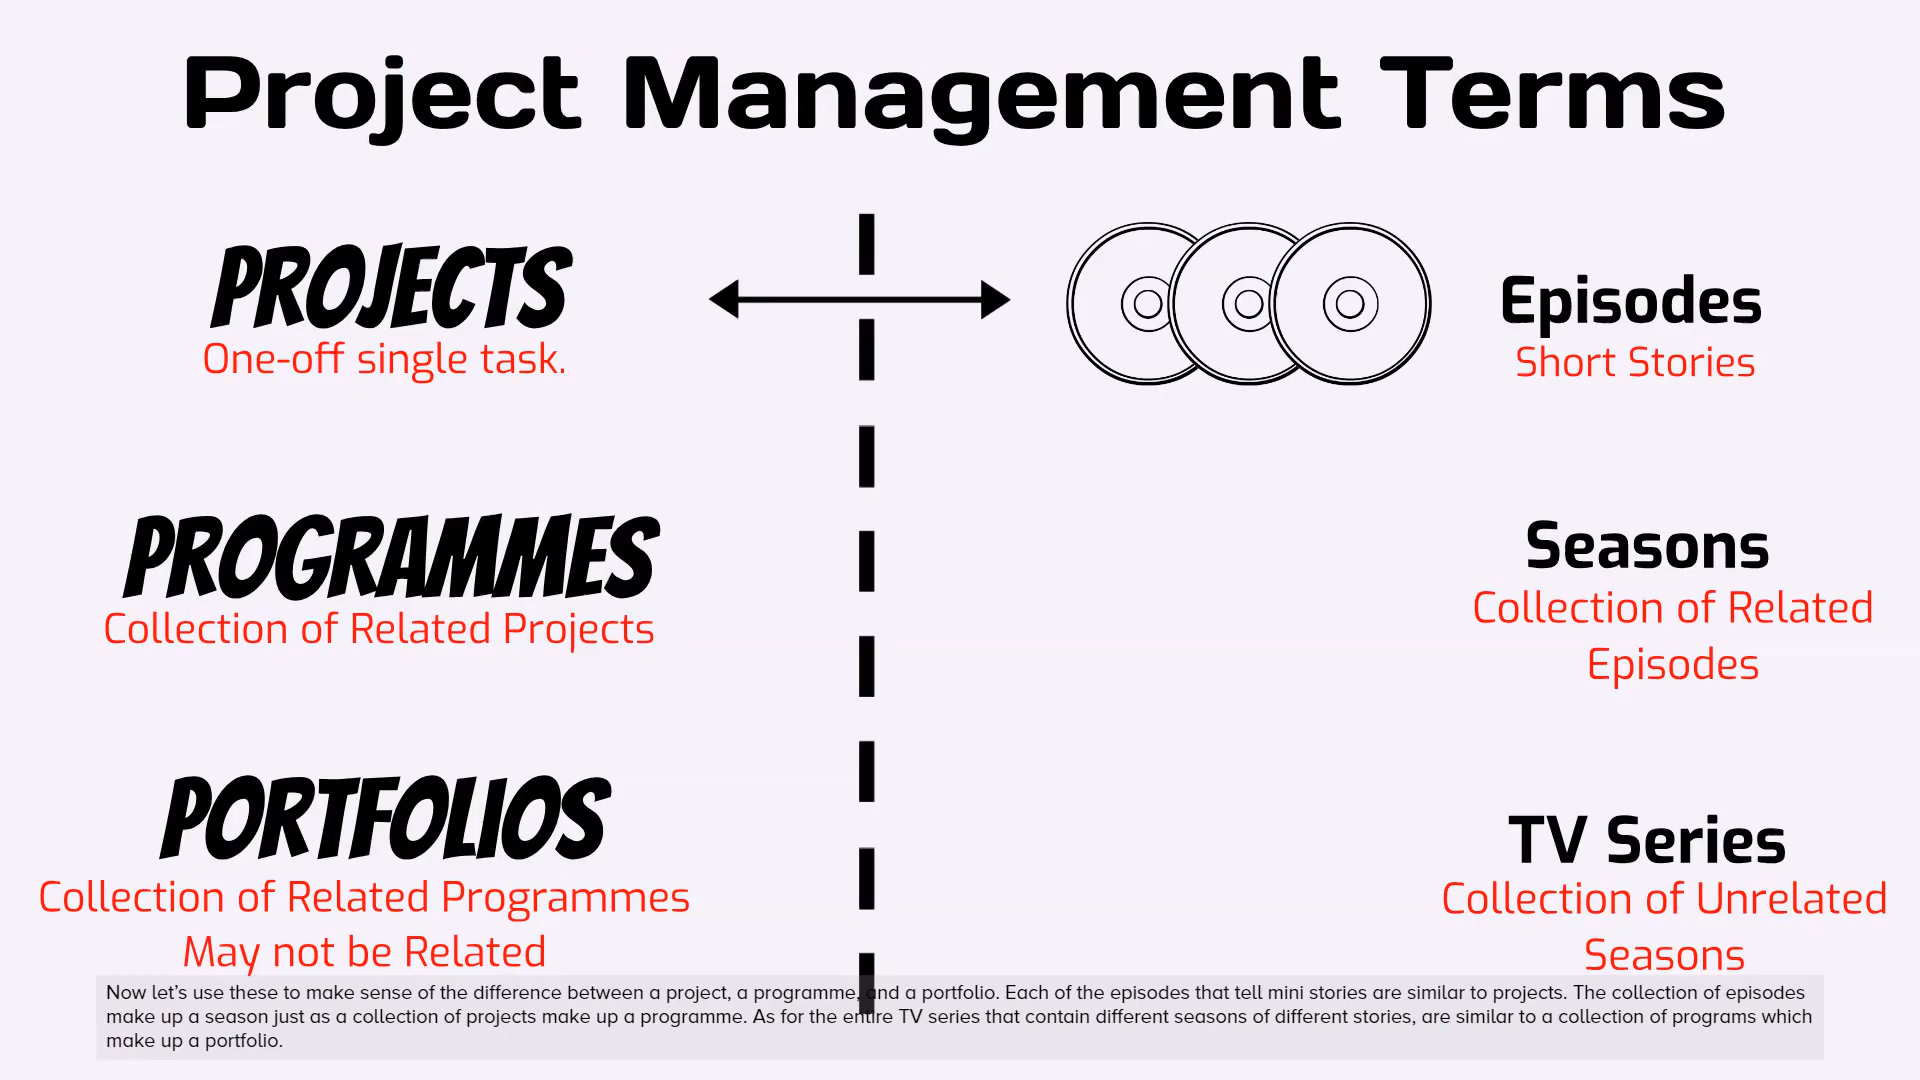 Project Management Terms
PROJECTS
One-off single task.
Episodes
Short Stories
PROGRAMMES
Collection of Related Projects
Seasons
Collection of Related
Episodes
PORTFOLIOS
Collection of Related Programmes
May not be Related
TV Series
Collection of Unrelated
Seasons
Now let's use these to make sense of the difference between a project, a programme, and a portfolio. Each of the episodes that tell mini stories are similar to projects. The collection of episodes
make up a season just as a collection of projects make up a programme. As for the entire TV series that contain different seasons of different stories, are similar to a collection of programs which
make up a portfolio.